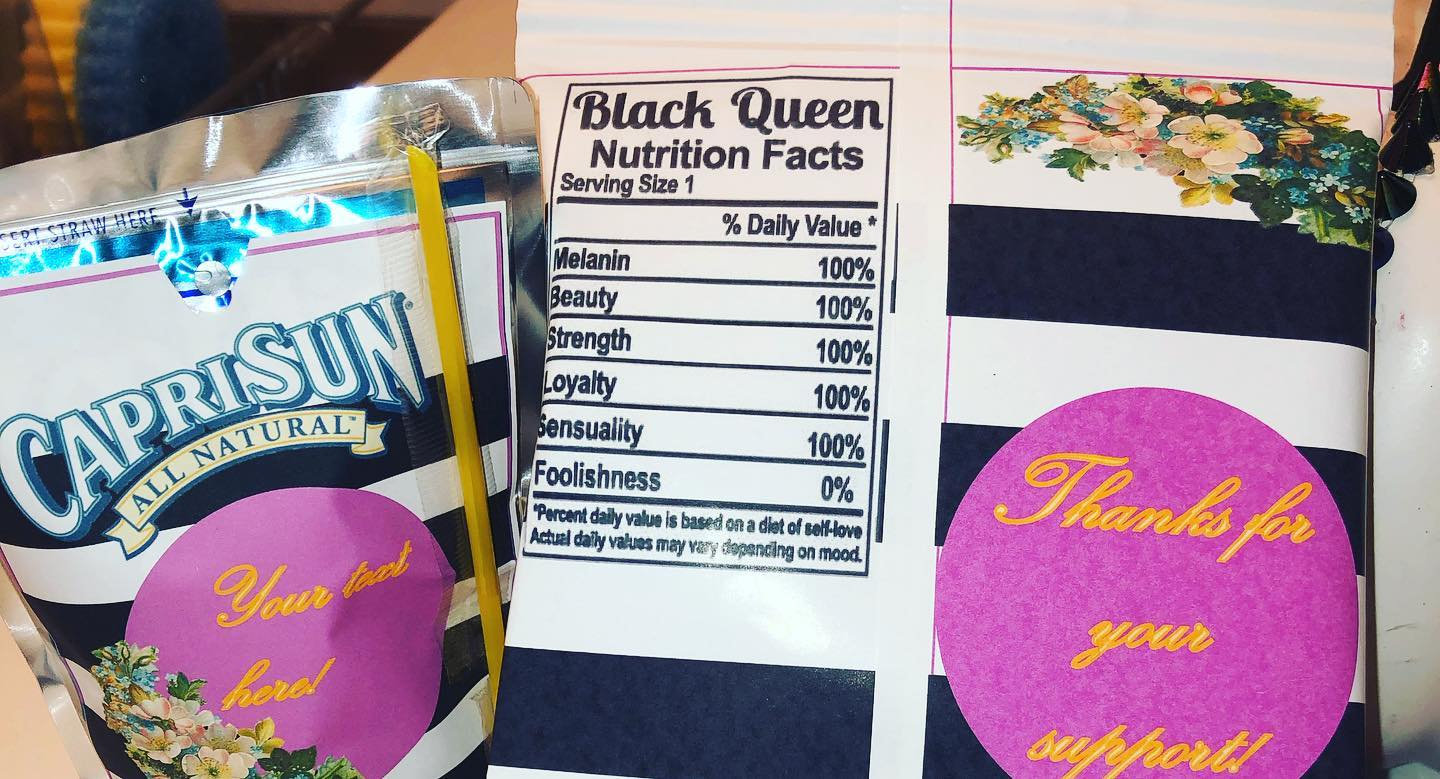 SERT STRAW HERE
CAPRISUN
ALL NATURAL™
Your text
here!
Black Queen
Nutrition Facts
Serving Size 1
% Daily Value *
Melanin 100%
Beauty 100%
Strength 100%
Loyalty 100%
Sensuality 100%
Foolishness 0%
*Percent daily value is based on a diet of self-love
Actual daily values may vary depending on mood.
Thanks for
your
support!